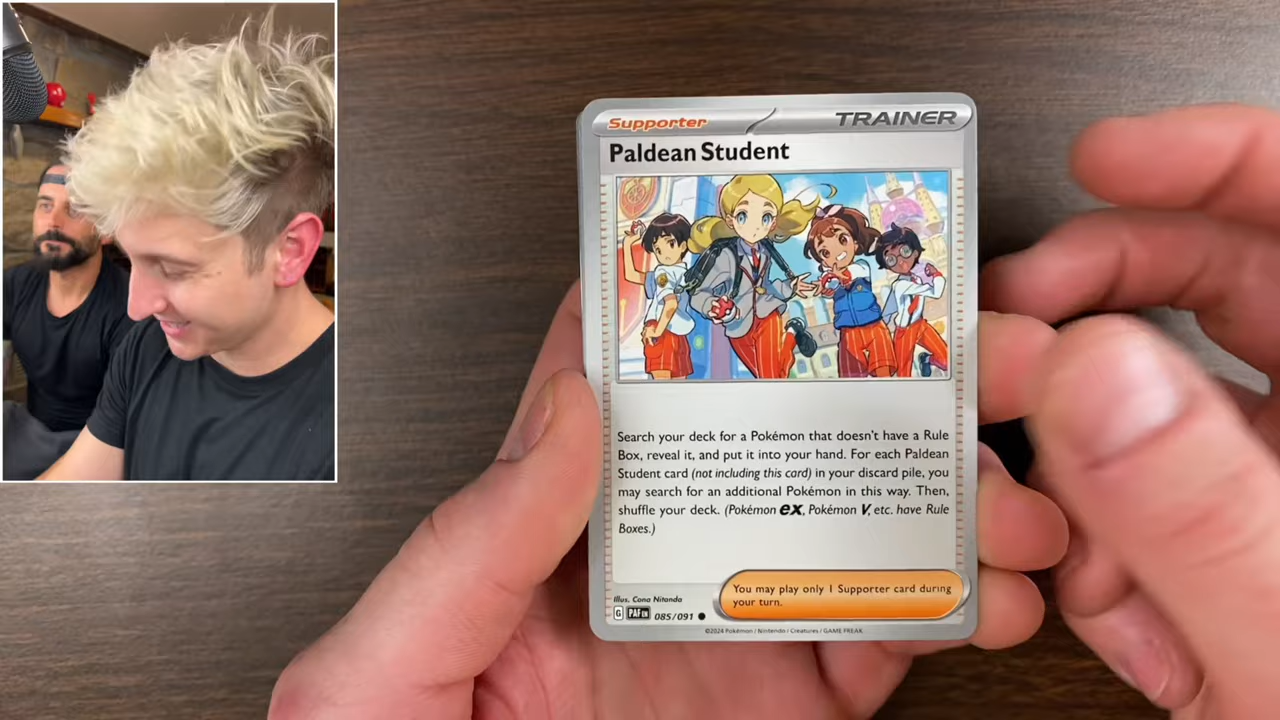 Supporter
TRAINER
Paldean Student
Search your deck for a Pokémon that doesn't have a Rule
Box, reveal it, and put it into your hand. For each Paldean
Student card (not including this card) in your discard pile, you
may search for an additional Pokémon in this way. Then,
shuffle your deck. (Pokémon ex, Pokémon V, etc. have Rule
Boxes.)
You may play only 1 Supporter card during
your turn.
Illus. Cona Nitanda
G PAF EN 085/091
©2024 Pokémon / Nintendo / Creatures / GAME FREAK